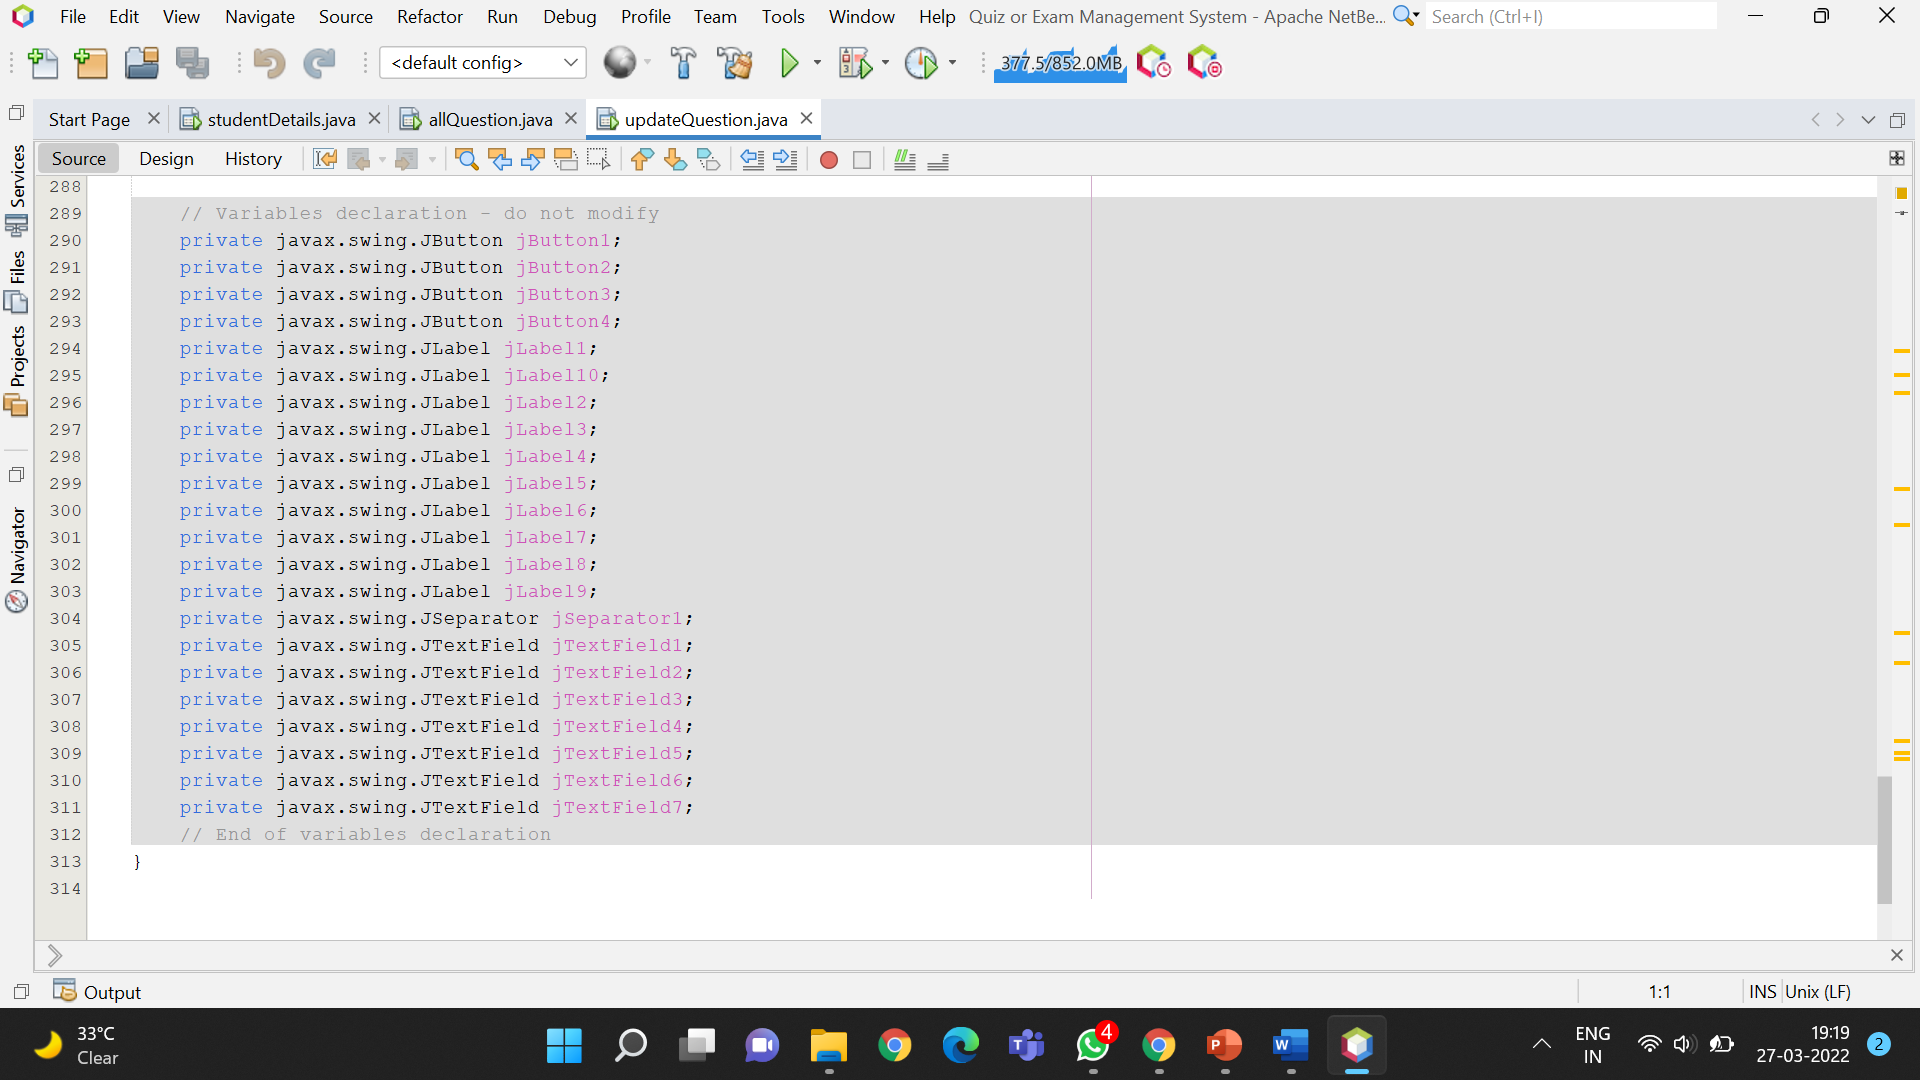 File Edit View Navigate Source Refactor Run Debug Profile Team Tools Window Help Quiz or Exam Management System - Apache NetBe... Search (Ctrl+I)
<default config> 377.5/852.0MB
Start Page studentDetails.java allQuestion.java updateQuestion.java
Source Design History
Services
Files
Projects
Navigator
288
289 // Variables declaration - do not modify
290 private javax.swing.JButton jButton1;
291 private javax.swing.JButton jButton2;
292 private javax.swing.JButton jButton3;
293 private javax.swing.JButton jButton4;
294 private javax.swing.JLabel jLabel1;
295 private javax.swing.JLabel jLabel10;
296 private javax.swing.JLabel jLabel2;
297 private javax.swing.JLabel jLabel3;
298 private javax.swing.JLabel jLabel4;
299 private javax.swing.JLabel jLabel5;
300 private javax.swing.JLabel jLabel6;
301 private javax.swing.JLabel jLabel7;
302 private javax.swing.JLabel jLabel8;
303 private javax.swing.JLabel jLabel9;
304 private javax.swing.JSeparator jSeparator1;
305 private javax.swing.JTextField jTextField1;
306 private javax.swing.JTextField jTextField2;
307 private javax.swing.JTextField jTextField3;
308 private javax.swing.JTextField jTextField4;
309 private javax.swing.JTextField jTextField5;
310 private javax.swing.JTextField jTextField6;
311 private javax.swing.JTextField jTextField7;
312 // End of variables declaration
313 }
314
Output 1:1 INS Unix (LF)
33°C
Clear
4
ENG
IN
19:19
27-03-2022
2